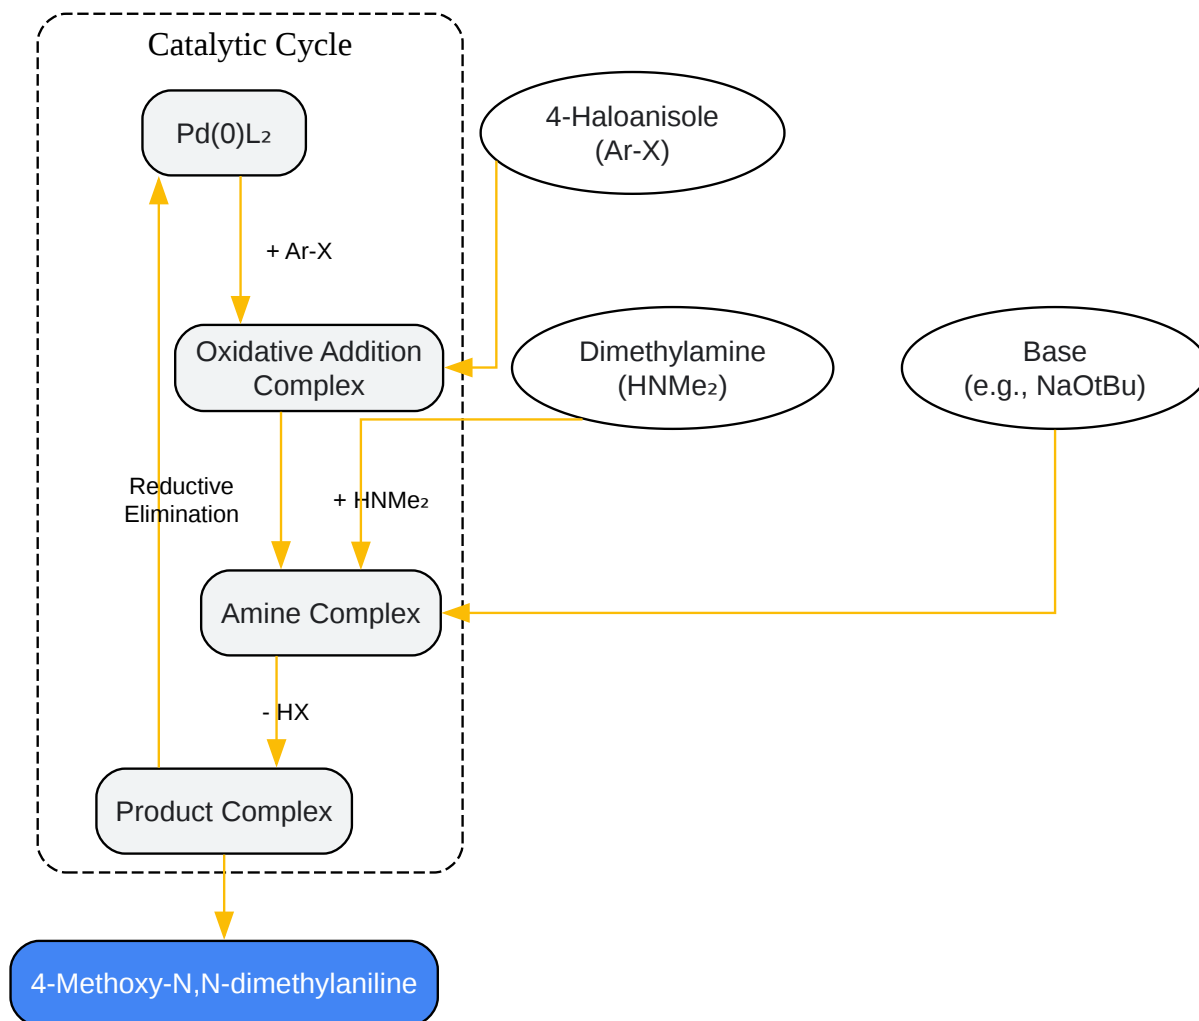 Catalytic Cycle
Pd(0)L₂
4-Haloanisole
(Ar-X)
+ Ar-X
Oxidative Addition
Complex
Dimethylamine
(HNMe₂)
Base
(e.g., NaOtBu)
Reductive
Elimination
+ HNMe₂
Amine Complex
- HX
Product Complex
4-Methoxy-N,N-dimethylaniline